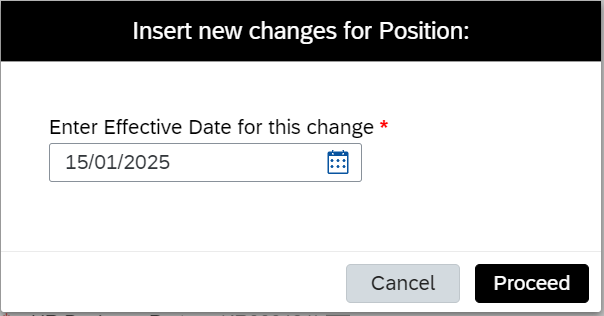 Insert new changes for Position:
Enter Effective Date for this change *
15/01/2025
Cancel
Proceed